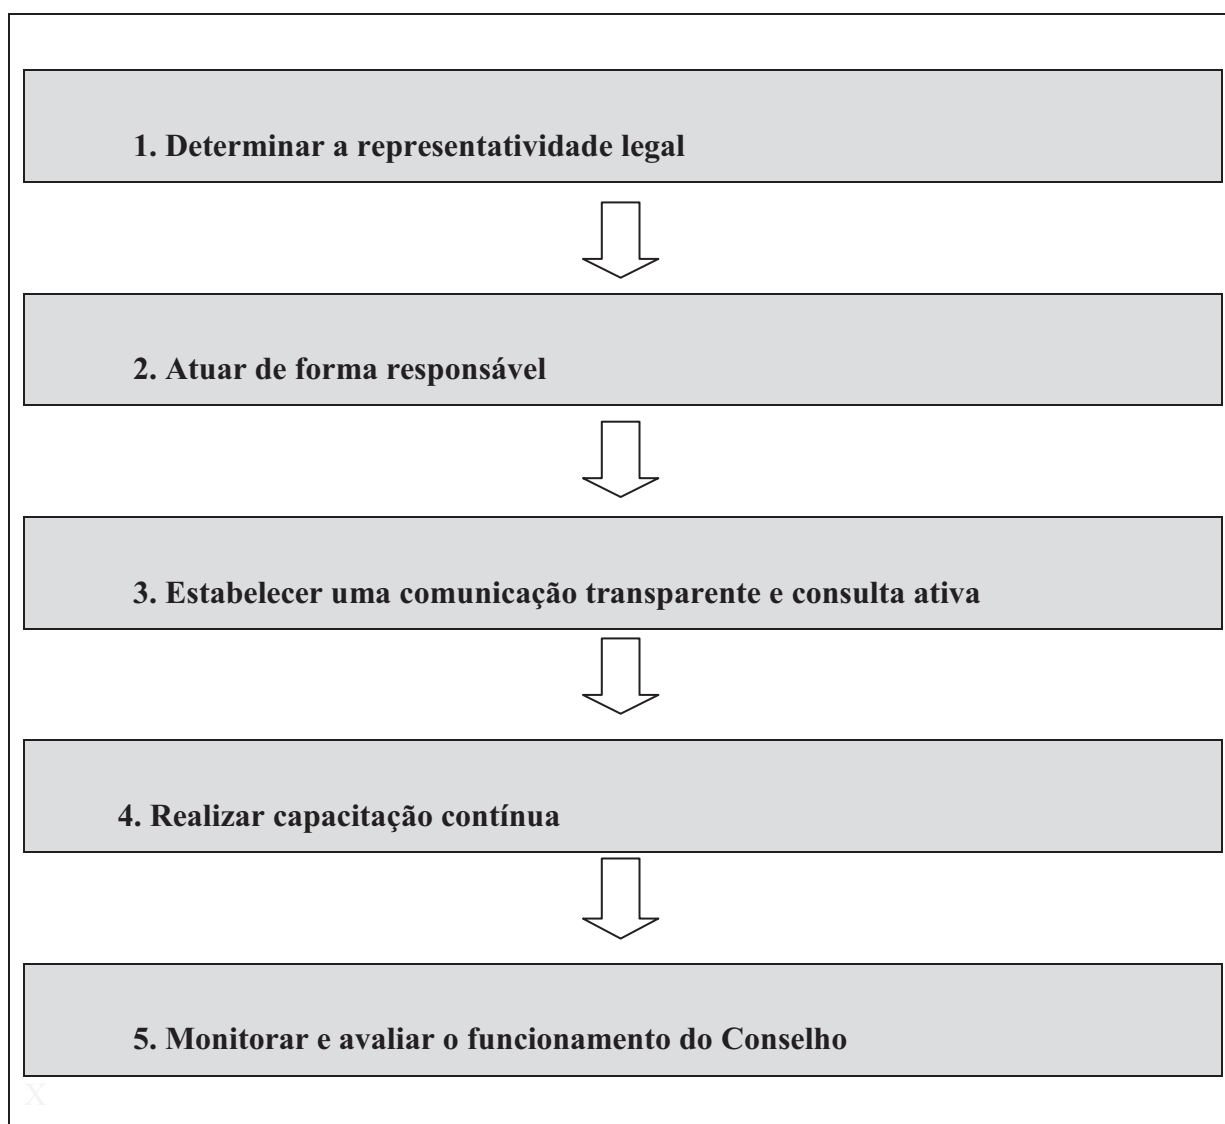 1. Determinar a representatividade legal
2. Atuar de forma responsável
3. Estabelecer uma comunicação transparente e consulta ativa
4. Realizar capacitação contínua
5. Monitorar e avaliar o funcionamento do Conselho
X